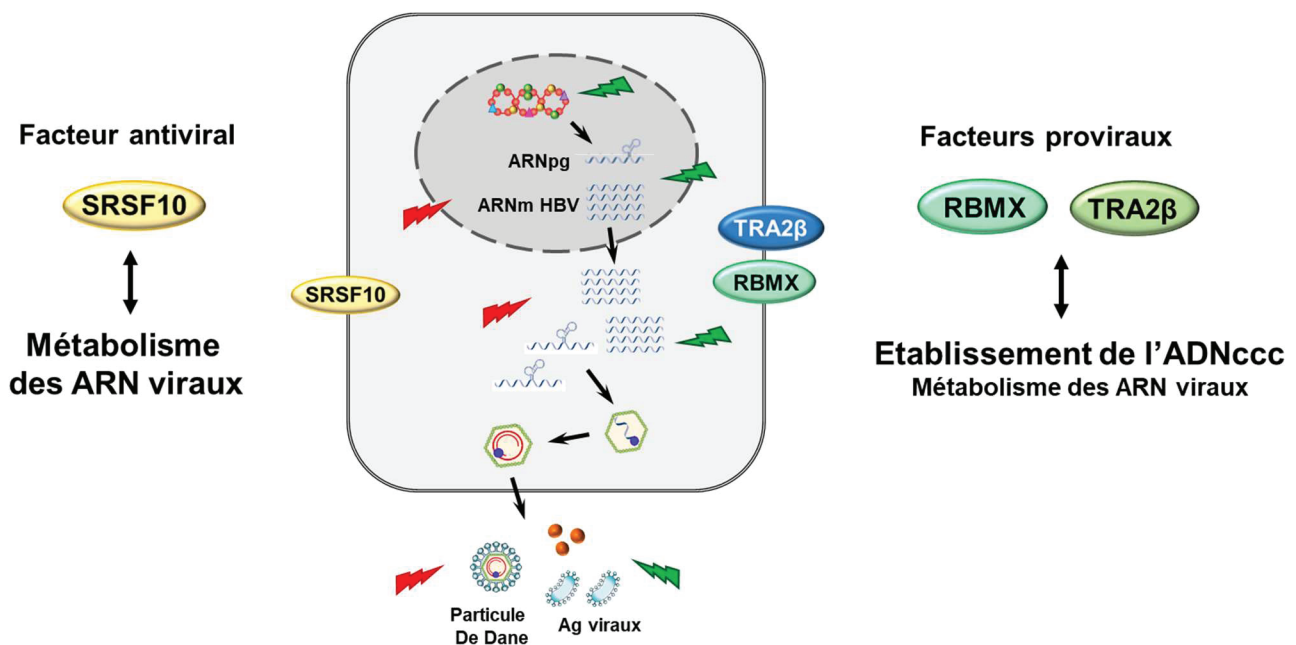 Facteur antiviral
SRSF10
Métabolisme
des ARN viraux
ARNpg
ARNm HBV
SRSF10
TRA2β
RBMX
Particule
De Dane
Ag viraux
Facteurs proviraux
RBMX
TRA2β
Etablissement de l’ADNccc
Métabolisme des ARN viraux